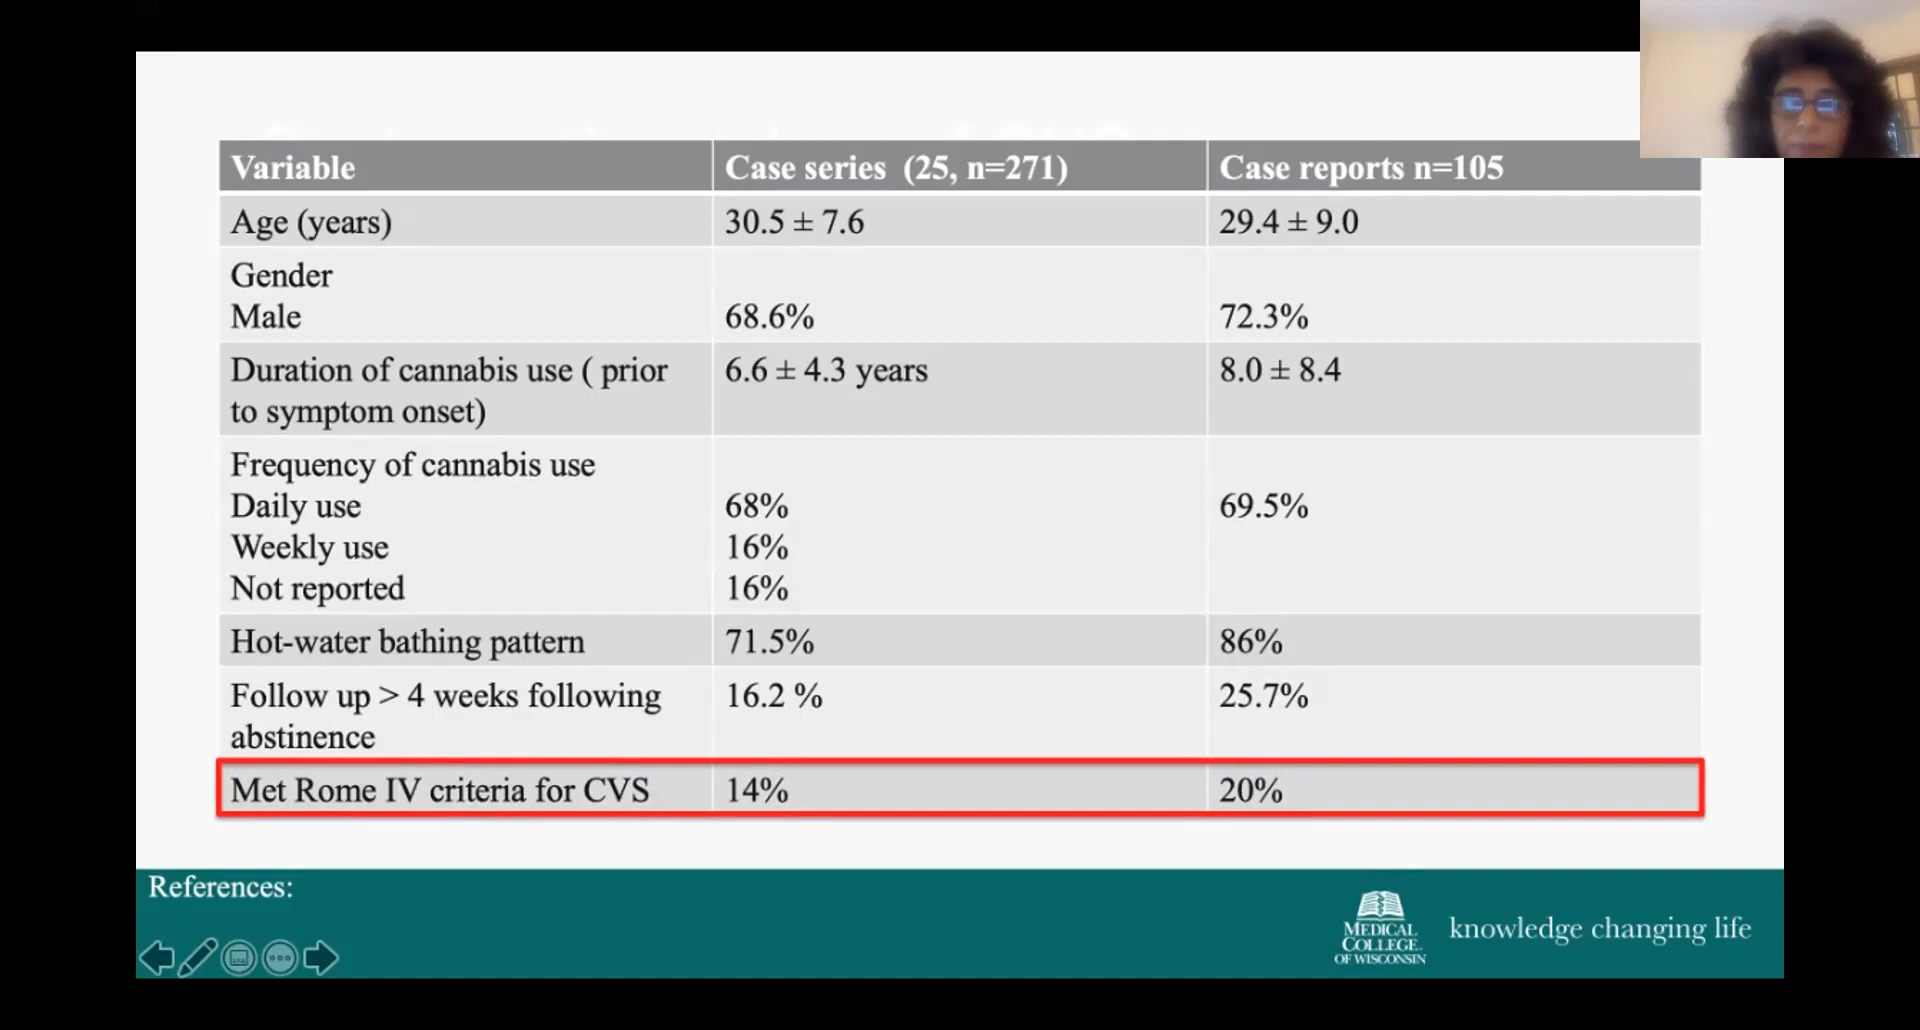 Variable Case series (25, n=271) Case reports n=105
Age (years) 30.5 ± 7.6 29.4 ± 9.0
Gender
Male 68.6% 72.3%
Duration of cannabis use ( prior 6.6 ± 4.3 years 8.0 ± 8.4
to symptom onset)
Frequency of cannabis use
Daily use 68% 69.5%
Weekly use 16%
Not reported 16%
Hot-water bathing pattern 71.5% 86%
Follow up > 4 weeks following 16.2 % 25.7%
abstinence
Met Rome IV criteria for CVS 14% 20%
References:
MEDICAL
COLLEGE
OF WISCONSIN
knowledge changing life